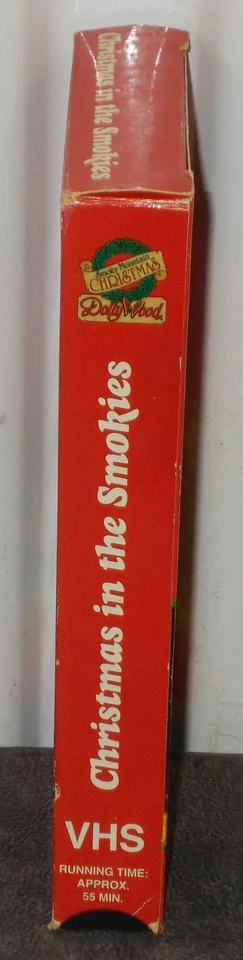 Christmas in the Smokies
Smoky Mountain
CHRISTMAS
DollyWood
Christmas in the Smokies
VHS
RUNNING TIME:
APPROX.
55 MIN.